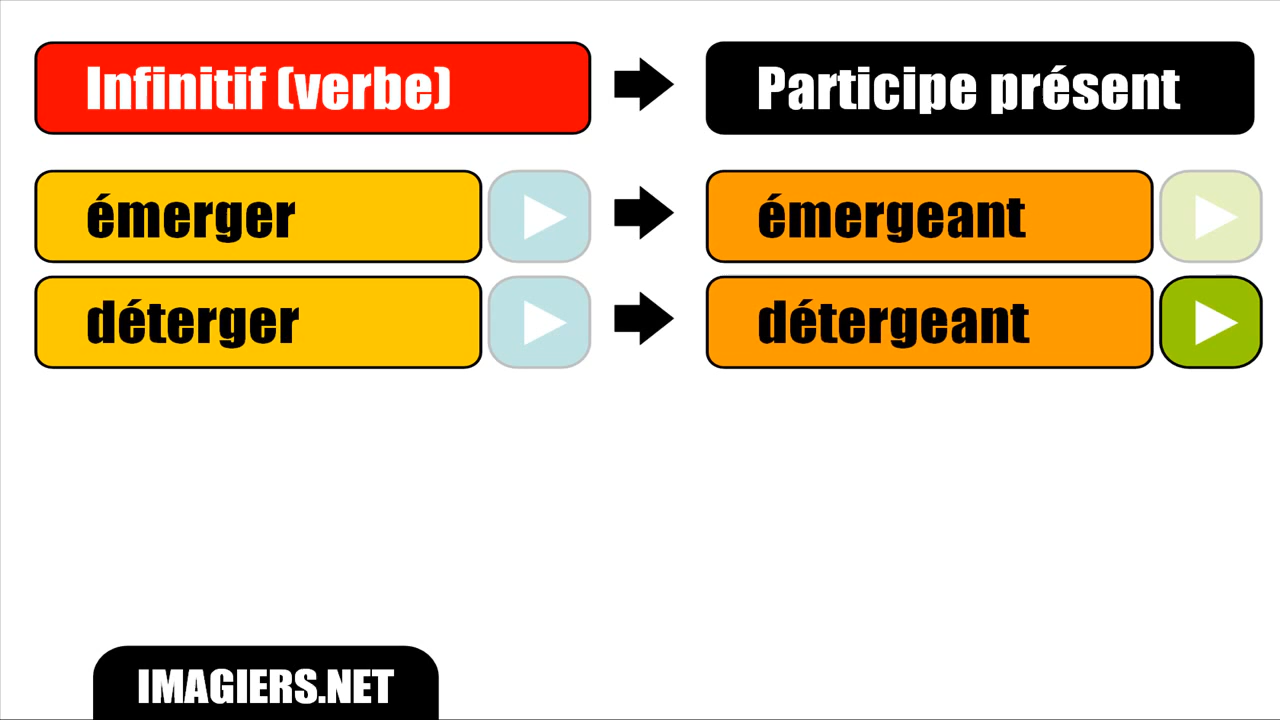 Infinitif (verbe)
Participe présent
émerger
émergeant
déterger
détergeant
IMAGIERS.NET